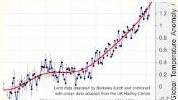 Land data prepared by Berkeley Earth and combined
with ocean data adapted from the UK Hadley Centre
Global Temperature Anomaly